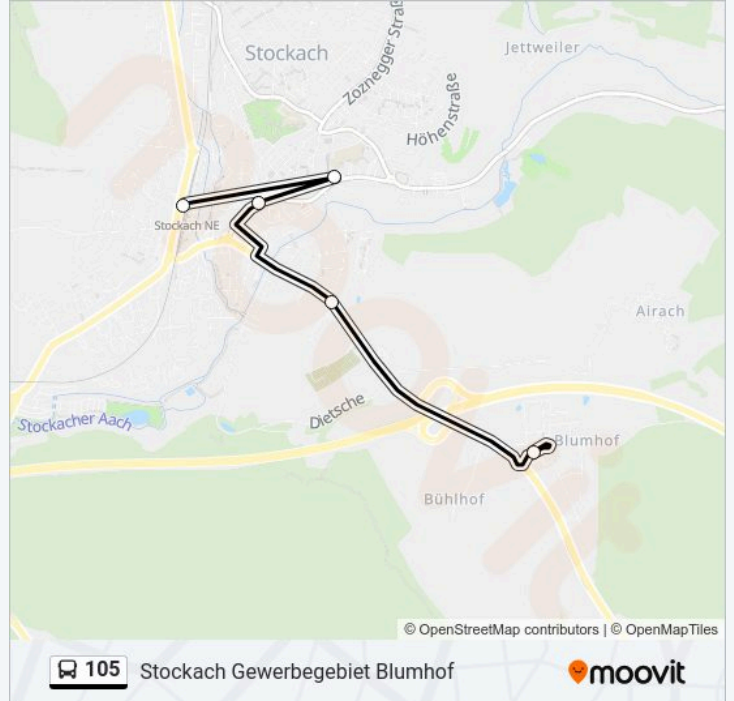 Stockach
Jettweiler
Zoznegger Straß
Höhenstraße
Stockach NE
Airach
Dietsche
Stockacher Aach
Blumhof
Bühlhof
© OpenStreetMap contributors | © OpenMapTiles
105 Stockach Gewerbegebiet Blumhof moovit